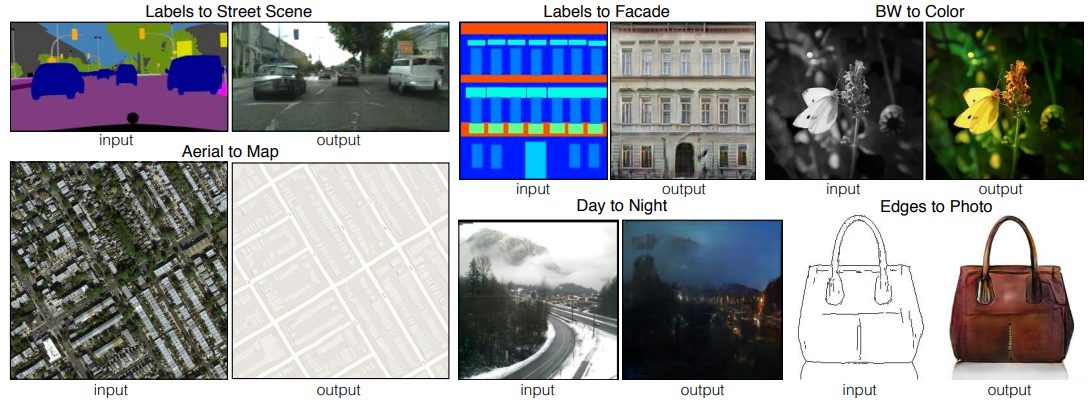 Labels to Street Scene
input
output
Aerial to Map
input
output
Labels to Facade
input
output
BW to Color
input
output
Day to Night
input
output
Edges to Photo
input
output